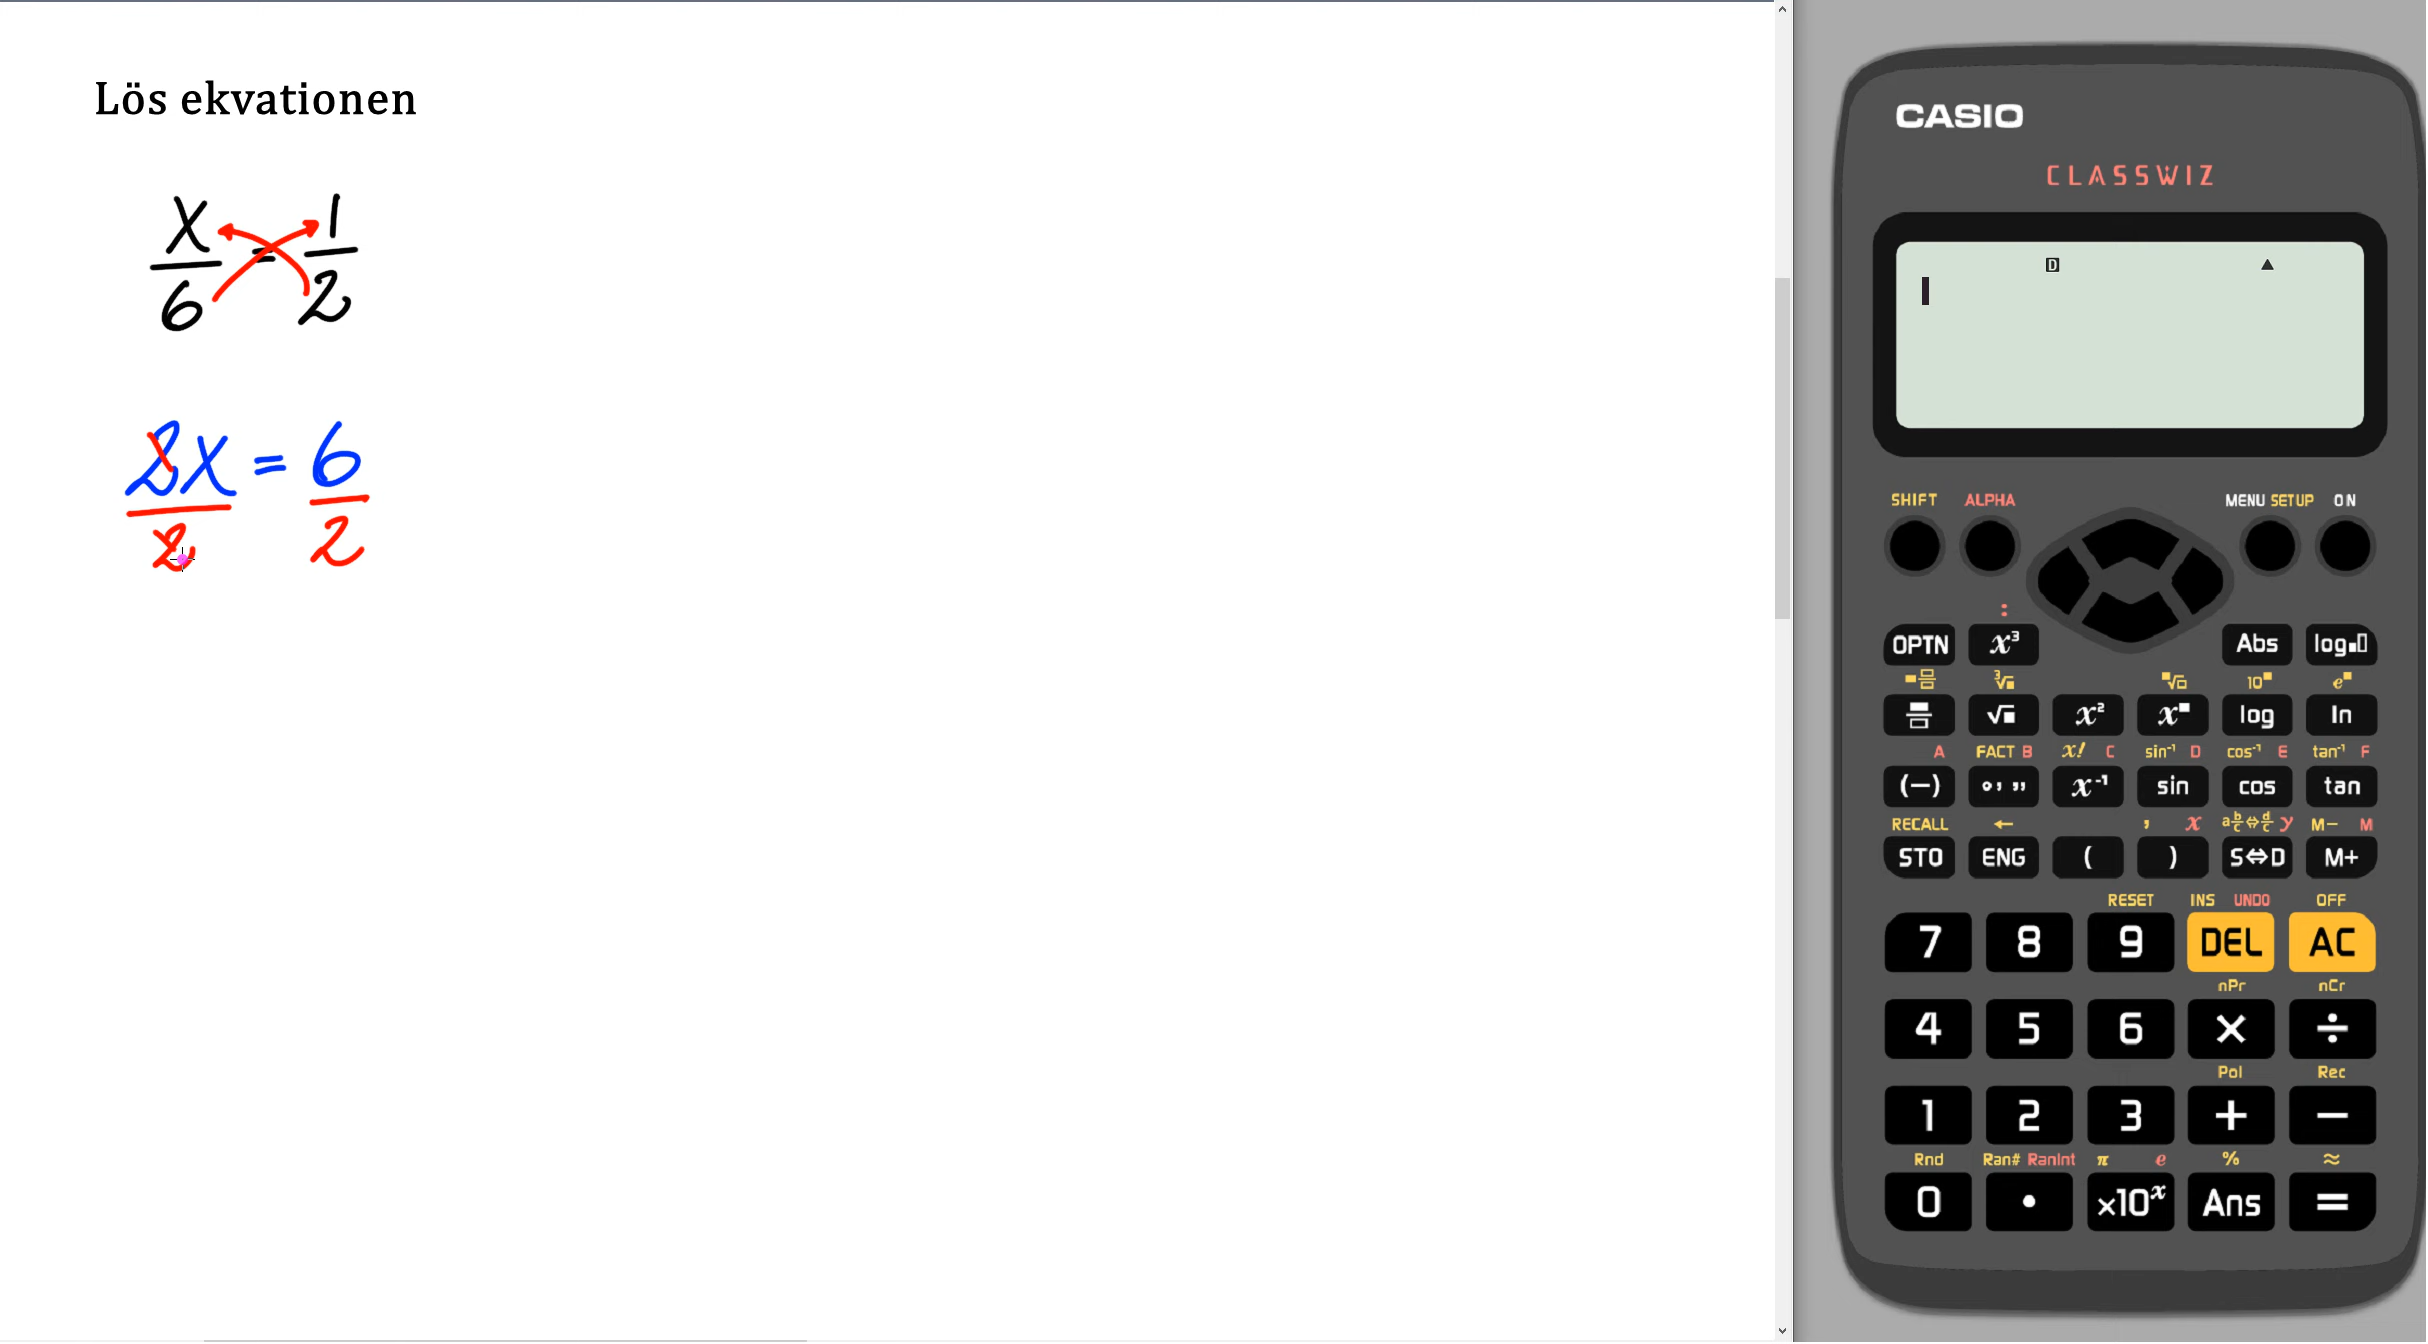 Lös ekvationen
x/6 = 1/2
2x/2 = 6/2
CASIO
CLASSWIZ
D ▲
SHIFT ALPHA MENU SETUP ON
:
OPTN x³ Abs log▪▯
▪⌸ ³√▪ ▪√▫ 10▪ e▪
√▪ x² x▪ log ln
A FACT B x! C sin⁻¹ D cos⁻¹ E tan⁻¹ F
(−) ° ’ ” x⁻¹ sin cos tan
RECALL ← , x a b/c⇔d/c y M− M
STO ENG ( ) S⇔D M+
RESET INS UNDO OFF
7 8 9 DEL AC
nPr nCr
4 5 6 × ÷
Pol Rec
1 2 3 + −
Rnd Ran# RanInt π e % ≈
0 • ×10ˣ Ans =